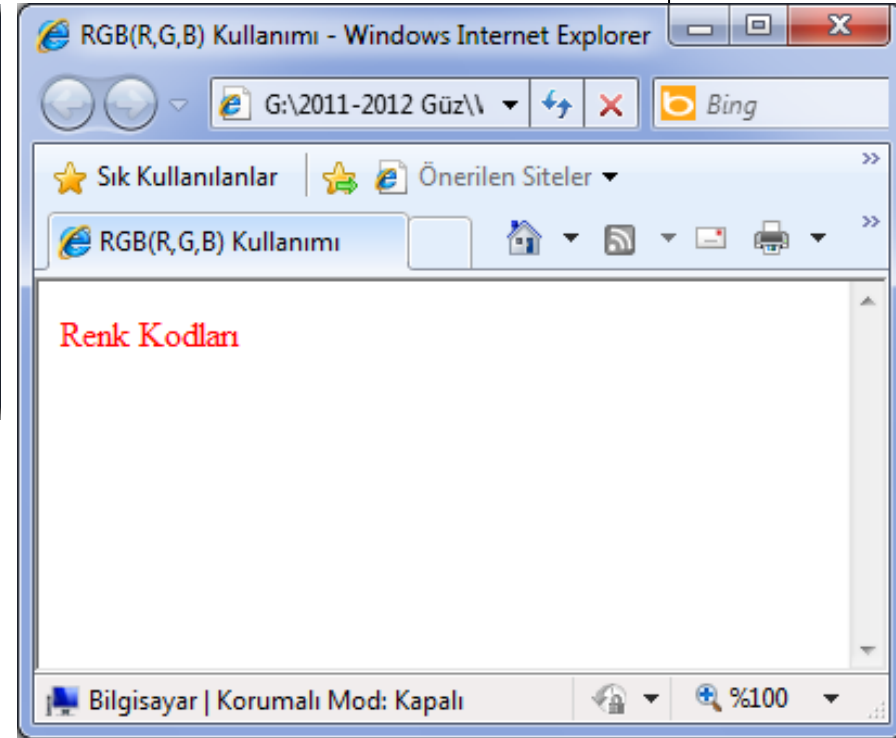 RGB(R,G,B) Kullanımı - Windows Internet Explorer
G:\2011-2012 Güz\
Bing
Sık Kullanılanlar
Önerilen Siteler
RGB(R,G,B) Kullanımı
Renk Kodları
Bilgisayar | Korumalı Mod: Kapalı
%100